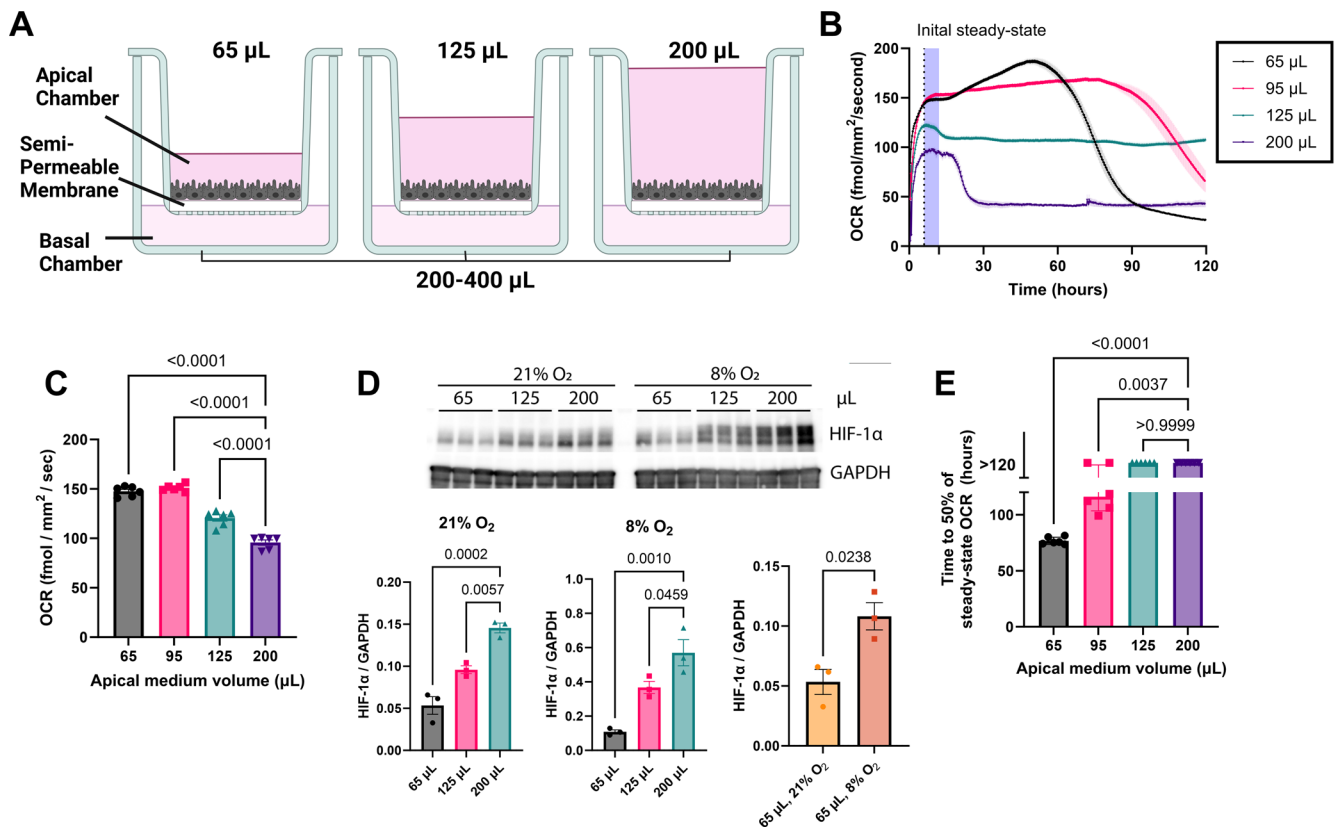 A
65 µL
125 µL
200 µL
Apical
Chamber
Semi-
Permeable
Membrane
Basal
Chamber
200-400 µL
B
Inital steady-state
OCR (fmol/mm²/second)
200
150
100
50
0
0
30
60
90
120
Time (hours)
65 µL
95 µL
125 µL
200 µL
C
<0.0001
<0.0001
<0.0001
OCR (fmol / mm² / sec)
200
150
100
50
0
65
95
125
200
Apical medium volume (µL)
D
21% O₂
8% O₂
65
125
200
65
125
200
µL
HIF-1α
GAPDH
21% O₂
0.0002
0.0057
HIF-1α / GAPDH
0.20
0.15
0.10
0.05
0.00
65 µL
125 µL
200 µL
8% O₂
0.0010
0.0459
HIF-1α / GAPDH
1.0
0.8
0.6
0.4
0.2
0.0
65 µL
125 µL
200 µL
0.0238
HIF-1α / GAPDH
0.15
0.10
0.05
0.00
65 µL, 21% O₂
65 µL, 8% O₂
E
<0.0001
0.0037
>0.9999
Time to 50% of
steady-state OCR (hours)
>120
100
50
0
65
95
125
200
Apical medium volume (µL)